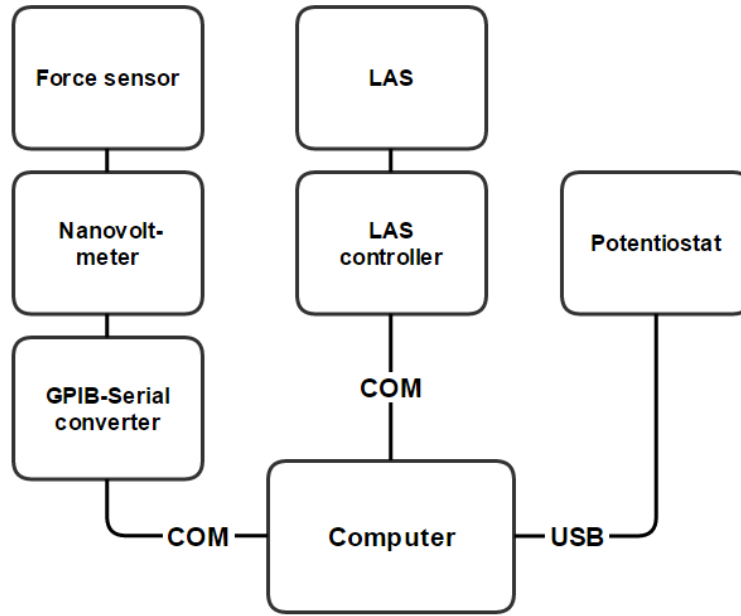 Force sensor
LAS
Nanovolt-
meter
LAS
controller
Potentiostat
GPIB-Serial
converter
COM
COM
Computer
USB